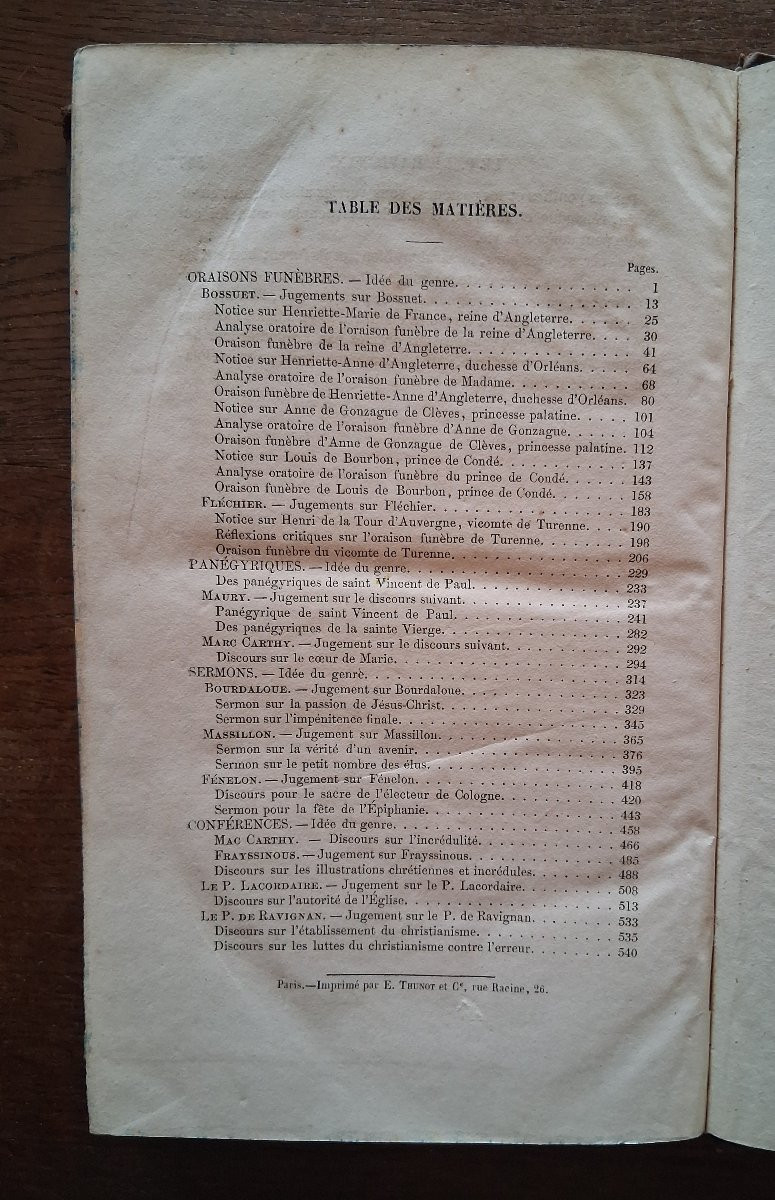 TABLE DES MATIÈRES.
Pages.
ORAISONS FUNÈBRES. — Idée du genre. . . . . . . . . . . . . . . . 1
BOSSUET. — Jugements sur Bossuet. . . . . . . . . . . . . . . . . 13
Notice sur Henriette-Marie de France, reine d'Angleterre. . . . . . 25
Analyse oratoire de l'oraison funèbre de la reine d'Angleterre. . . . 30
Oraison funèbre de la reine d'Angleterre. . . . . . . . . . . . . . 41
Notice sur Henriette-Anne d'Angleterre, duchesse d'Orléans. . . . . 64
Analyse oratoire de l'oraison funèbre de Madame. . . . . . . . . . 68
Oraison funèbre de Henriette-Anne d'Angleterre, duchesse d'Orléans. 80
Notice sur Anne de Gonzague de Clèves, princesse palatine. . . . . 101
Analyse oratoire de l'oraison funèbre d'Anne de Gonzague. . . . . . 104
Oraison funèbre d'Anne de Gonzague de Clèves, princesse palatine. 112
Notice sur Louis de Bourbon, prince de Condé. . . . . . . . . . . 137
Analyse oratoire de l'oraison funèbre du prince de Condé. . . . . . 143
Oraison funèbre de Louis de Bourbon, prince de Condé. . . . . . . 158
FLÉCHIER. — Jugements sur Fléchier. . . . . . . . . . . . . . . . 183
Notice sur Henri de la Tour d'Auvergne, vicomte de Turenne. . . . 190
Réflexions critiques sur l'oraison funèbre de Turenne. . . . . . . . 198
Oraison funèbre du vicomte de Turenne. . . . . . . . . . . . . . . 206
PANÉGYRIQUES. — Idée du genre. . . . . . . . . . . . . . . . . . 229
Des panégyriques de saint Vincent de Paul. . . . . . . . . . . . . 233
MAURY. — Jugement sur le discours suivant. . . . . . . . . . . . . 237
Panégyrique de saint Vincent de Paul. . . . . . . . . . . . . . . 241
Des panégyriques de la sainte Vierge. . . . . . . . . . . . . . . 282
MARC CARTHY. — Jugement sur le discours suivant. . . . . . . . . 292
Discours sur le cœur de Marie. . . . . . . . . . . . . . . . . . 294
SERMONS. — Idée du genre. . . . . . . . . . . . . . . . . . . . 314
BOURDALOUE. — Jugement sur Bourdaloue. . . . . . . . . . . . . 323
Sermon sur la passion de Jésus-Christ. . . . . . . . . . . . . . . 329
Sermon sur l'impénitence finale. . . . . . . . . . . . . . . . . . 345
MASSILLON. — Jugement sur Massillon. . . . . . . . . . . . . . . 365
Sermon sur la vérité d'un avenir. . . . . . . . . . . . . . . . . 376
Sermon sur le petit nombre des élus. . . . . . . . . . . . . . . . 395
FÉNELON. — Jugement sur Fénelon. . . . . . . . . . . . . . . . . 418
Discours pour le sacre de l'électeur de Cologne. . . . . . . . . . 420
Sermon pour la fête de l'Épiphanie. . . . . . . . . . . . . . . . 443
CONFÉRENCES. — Idée du genre. . . . . . . . . . . . . . . . . . 458
MAC CARTHY. — Discours sur l'incrédulité. . . . . . . . . . . . . 466
FRAYSSINOUS. — Jugement sur Frayssinous. . . . . . . . . . . . . 485
Discours sur les illustrations chrétiennes et incrédules. . . . . . . 488
LE P. LACORDAIRE. — Jugement sur le P. Lacordaire. . . . . . . . 508
Discours sur l'autorité de l'Église. . . . . . . . . . . . . . . . . 513
LE P. DE RAVIGNAN. — Jugement sur le P. de Ravignan. . . . . . . 533
Discours sur l'établissement du christianisme. . . . . . . . . . . . 535
Discours sur les luttes du christianisme contre l'erreur. . . . . . . 540
Paris. — Imprimé par E. THUNOT et Cᵉ, rue Racine, 26.